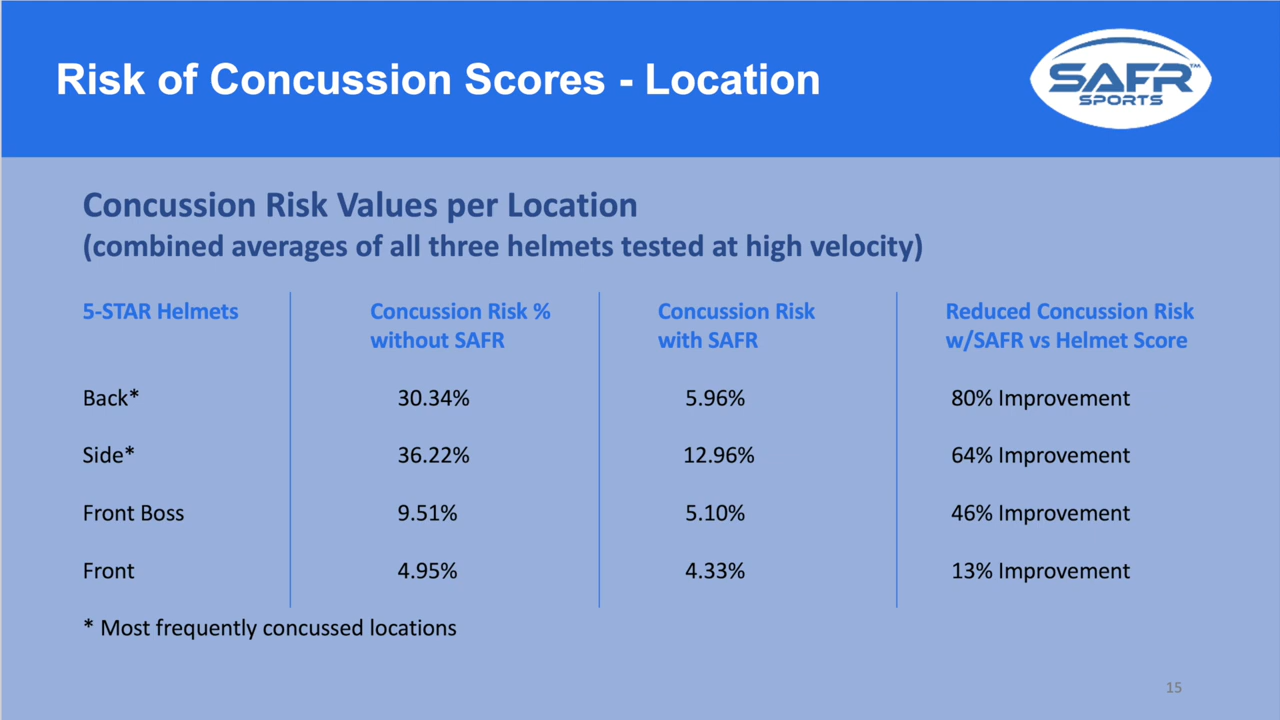 Risk of Concussion Scores - Location
SAFR™
SPORTS
Concussion Risk Values per Location
(combined averages of all three helmets tested at high velocity)
5-STAR Helmets Concussion Risk % Concussion Risk Reduced Concussion Risk
without SAFR with SAFR w/SAFR vs Helmet Score
Back* 30.34% 5.96% 80% Improvement
Side* 36.22% 12.96% 64% Improvement
Front Boss 9.51% 5.10% 46% Improvement
Front 4.95% 4.33% 13% Improvement
* Most frequently concussed locations
15